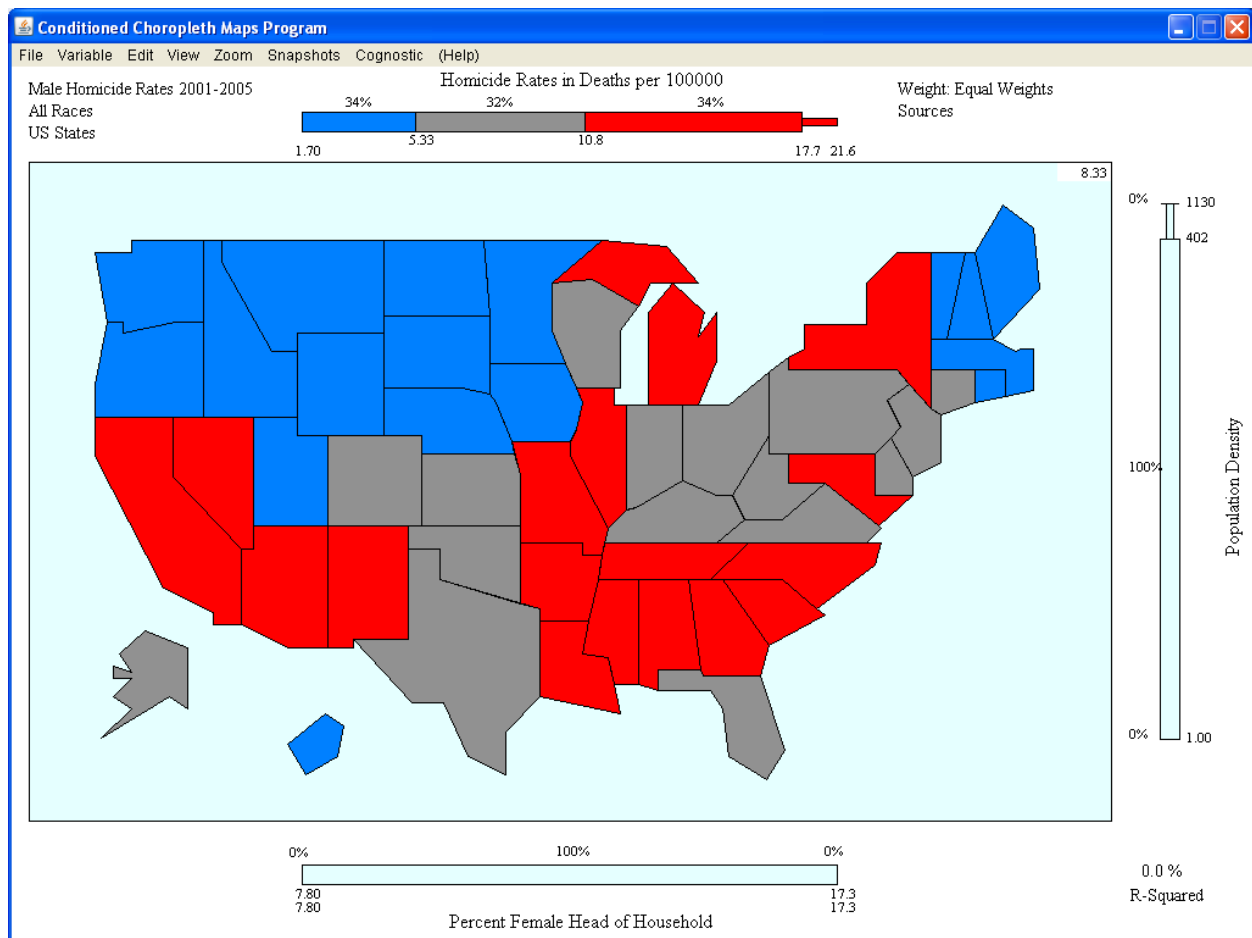 Conditioned Choropleth Maps Program
File Variable Edit View Zoom Snapshots Cognostic (Help)
Male Homicide Rates 2001-2005
All Races
US States
Homicide Rates in Deaths per 100000
34% 32% 34%
5.33 10.8
1.70 17.7 21.6
Weight: Equal Weights
Sources
8.33
0% 1130
402
100%
Population Density
0% 1.00
0% 100% 0%
7.80 17.3
7.80 17.3
Percent Female Head of Household
0.0 %
R-Squared